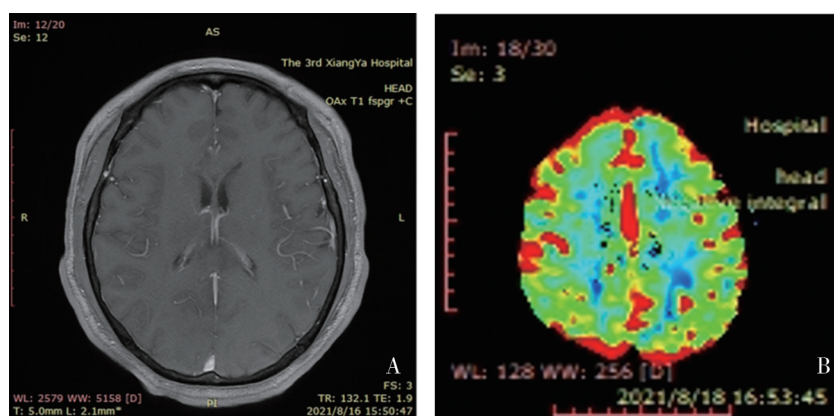 Im: 12/20
Se: 12
AS
The 3rd XiangYa Hospital
HEAD
OAx T1 fspgr +C
R
L
A
FS: 3
WL: 2579 WW: 5158 [D]
TR: 132.1 TE: 1.9
T: 5.0mm L: 2.1mm*
PI
2021/8/16 15:50:47
Im: 18/30
Se: 3
Hospital
head
integral
WL: 128 WW: 256 [D]
B
2021/8/18 16:53:45